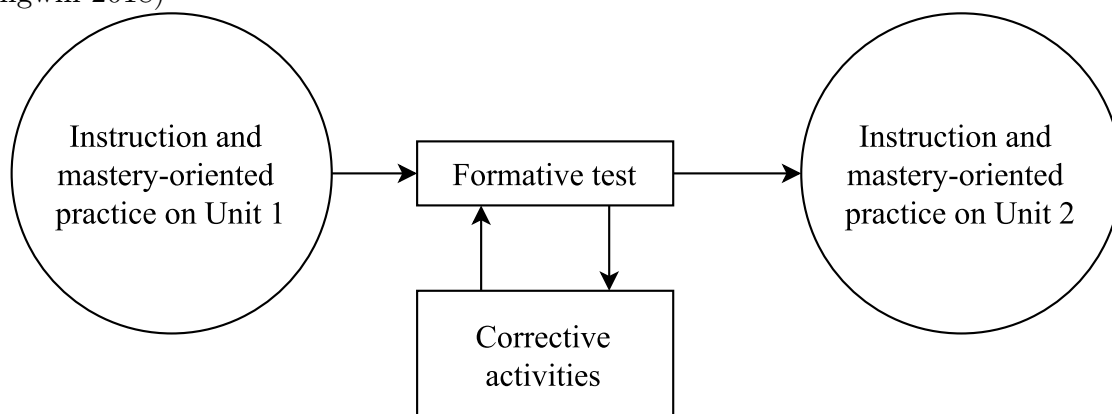 Instruction and
mastery-oriented
practice on Unit 1
Formative test
Instruction and
mastery-oriented
practice on Unit 2
Corrective
activities